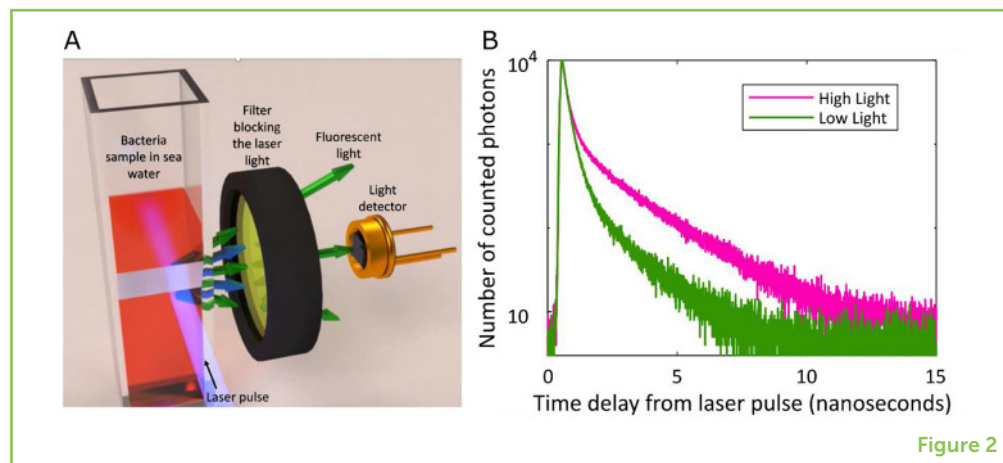 A
Bacteria
sample in sea
water
Filter
blocking
the laser
light
Fluorescent
light
Light
detector
Laser pulse
B
Number of counted photons
10⁴
10
High Light
Low Light
0
5
10
15
Time delay from laser pulse (nanoseconds)
Figure 2